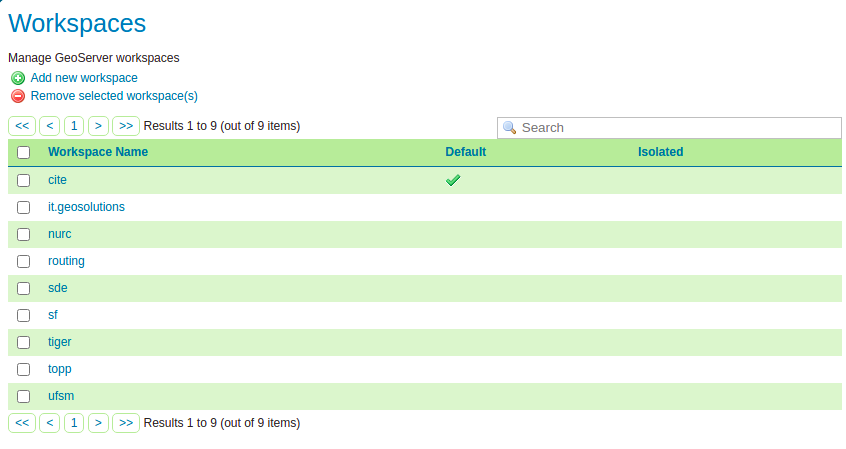 Workspaces
Manage GeoServer workspaces
Add new workspace
Remove selected workspace(s)
<< < 1 > >> Results 1 to 9 (out of 9 items) Search
Workspace Name Default Isolated
cite
it.geosolutions
nurc
routing
sde
sf
tiger
topp
ufsm
<< < 1 > >> Results 1 to 9 (out of 9 items)